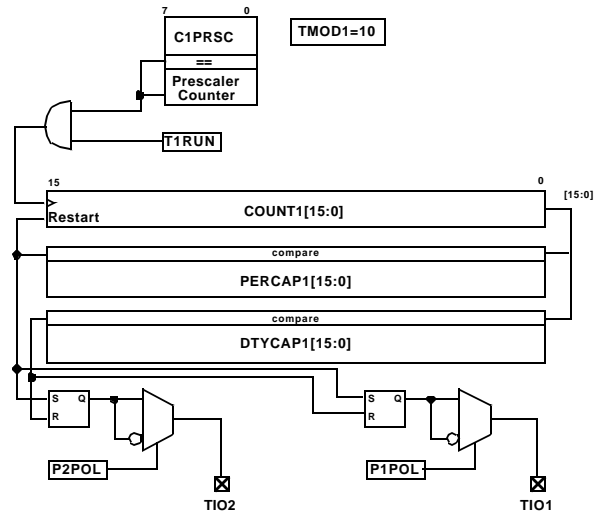 7 0
C1PRSC
TMOD1=10
==
Prescaler
Counter
T1RUN
15 0
[15:0]
COUNT1[15:0]
Restart
compare
PERCAP1[15:0]
compare
DTYCAP1[15:0]
S Q
R
S Q
R
P2POL
P1POL
TIO2
TIO1